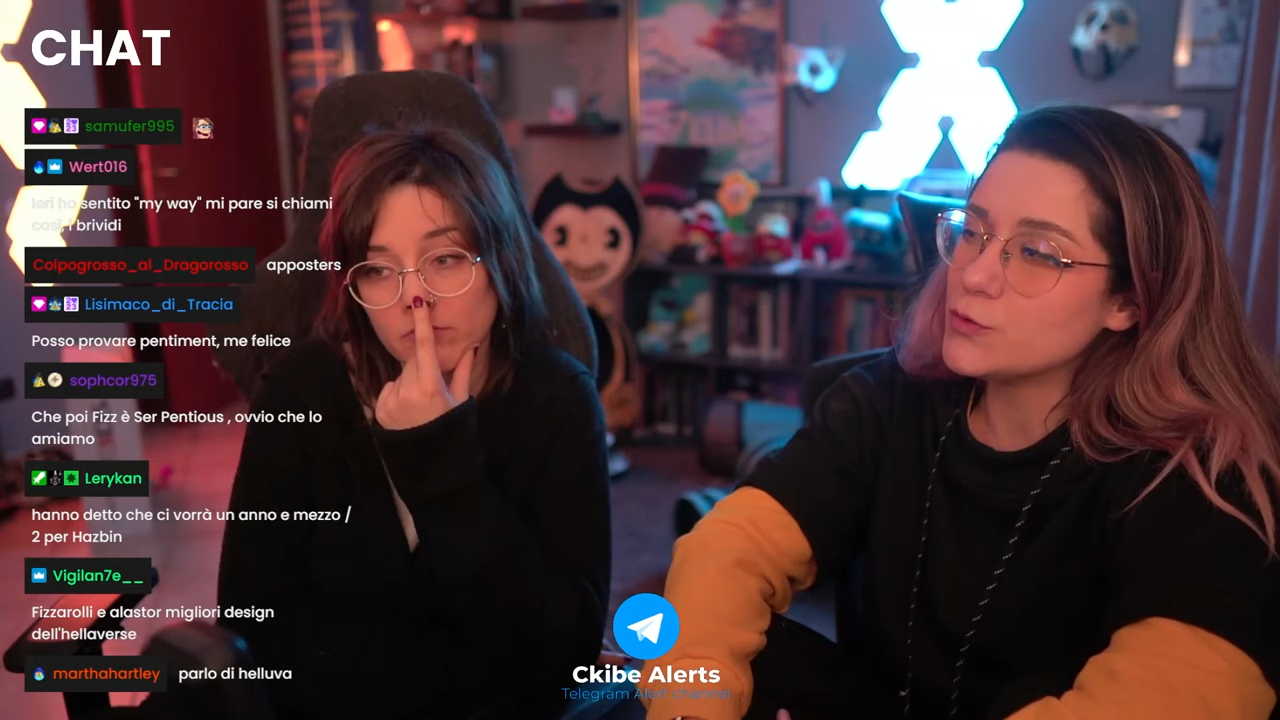 CHAT
samufer995
Wert016
Ieri ho sentito "my way" mi pare si chiami
così, i brividi
Colpogrosso_al_Dragorosso apposters
Lisimaco_di_Tracia
Posso provare pentiment, me felice
sophcor975
Che poi Fizz è Ser Pentious , ovvio che lo
amiamo
Lerykan
hanno detto che ci vorrà un anno e mezzo /
2 per Hazbin
Vigilan7e__
Fizzarolli e alastor migliori design
dell'hellaverse
marthahartley parlo di helluva
Ckibe Alerts
Telegram Alert channel